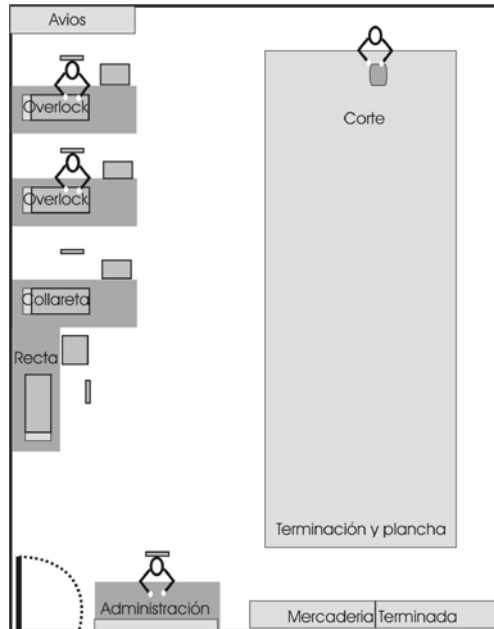 Avios
Overlock
Corte
Overlock
Collareta
Recta
Terminación y plancha
Administración
Mercaderia Terminada